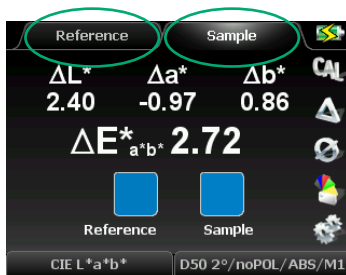 Reference Sample
ΔL* Δa* Δb* CAL
2.40 -0.97 0.86
ΔE*a*b* 2.72
Reference Sample
CIE L*a*b* D50 2°/noPOL/ABS/M1